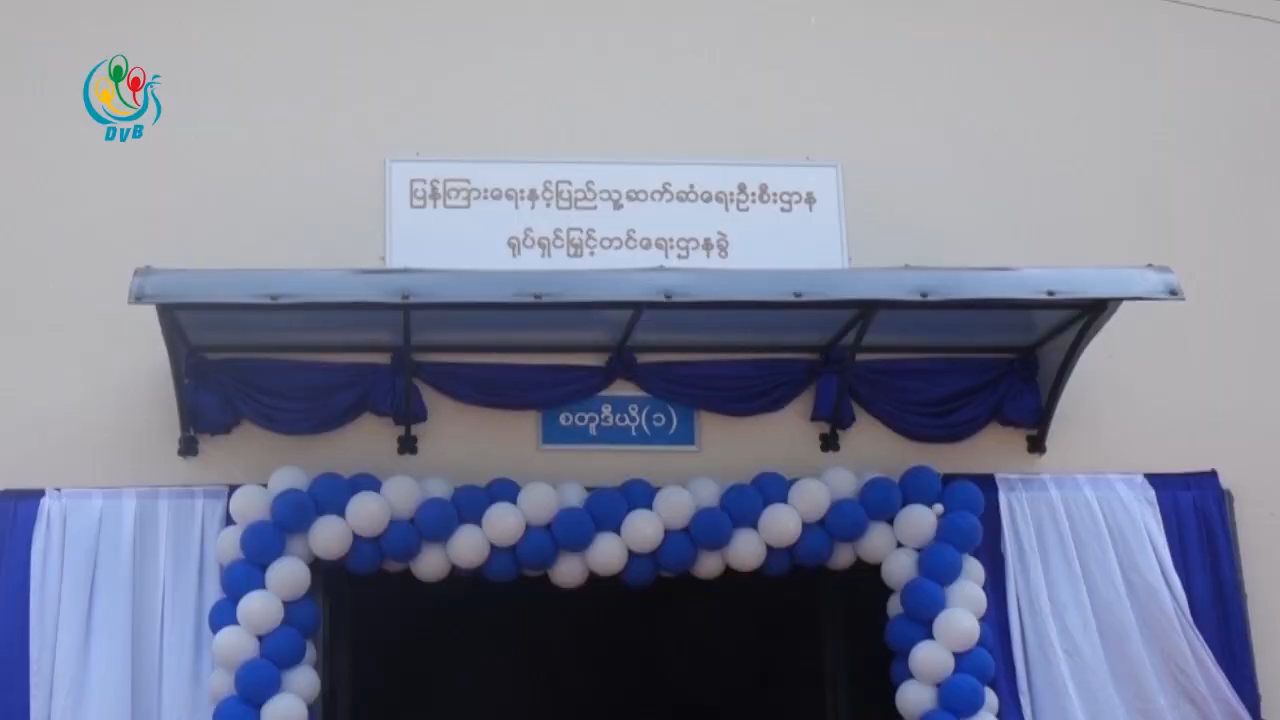 DVB
ပြန်ကြားရေးနှင့်ပြည်သူ့ဆက်ဆံရေးဦးစီးဌာန
ရုပ်ရှင်မြှင့်တင်ရေးဌာနခွဲ
စတူဒီယို(၁)